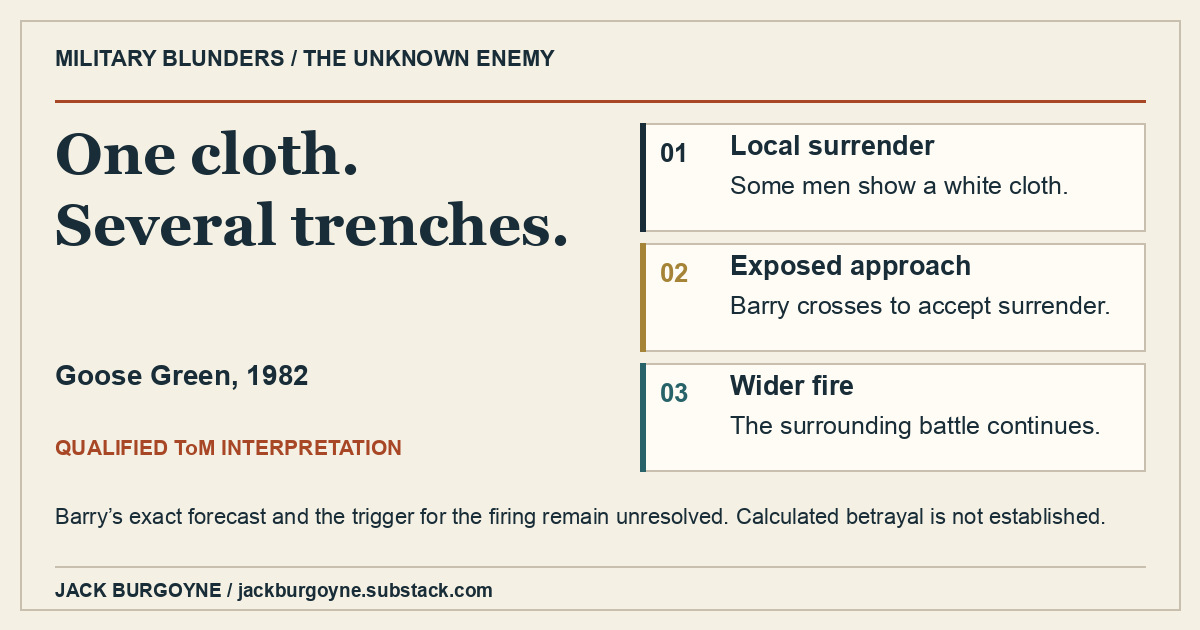 MILITARY BLUNDERS / THE UNKNOWN ENEMY
One cloth.
Several trenches.
Goose Green, 1982
QUALIFIED ToM INTERPRETATION
01
Local surrender
Some men show a white cloth.
02
Exposed approach
Barry crosses to accept surrender.
03
Wider fire
The surrounding battle continues.
Barry’s exact forecast and the trigger for the firing remain unresolved. Calculated betrayal is not established.
JACK BURGOYNE / jackburgoyne.substack.com